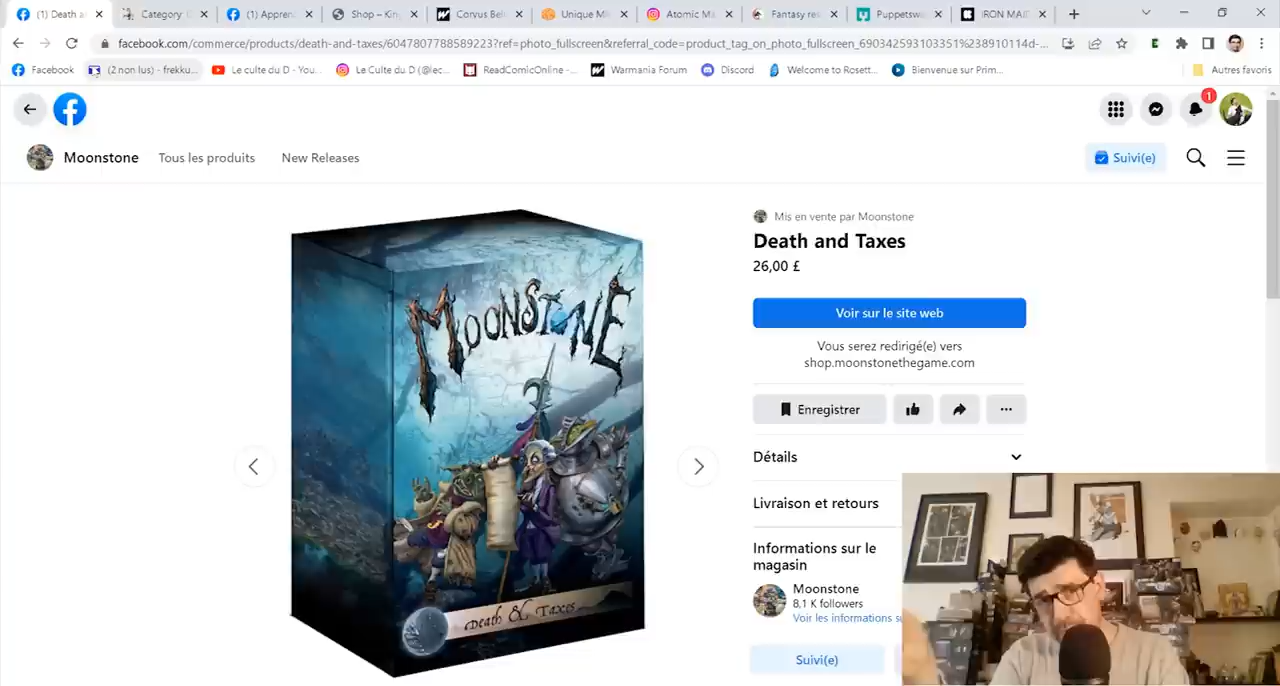 (1) Death a
Category: C
(1) Appren
Shop – Kin
Corvus Bel
Unique Mi
Atomic Ma
Fantasy res
Puppetswa
IRON MAI
facebook.com/commerce/products/death-and-taxes/6047807788589223?ref=photo_fullscreen&referral_code=product_tag_on_photo_fullscreen_690342593103351%238910114d-...
Facebook
(2 non lus) - frekku...
Le culte du D - You...
Le Culte du D (@lec...
ReadComicOnline -...
Warmania Forum
Discord
Welcome to Rosett...
Bienvenue sur Prim...
Autres favoris
1
Moonstone
Tous les produits
New Releases
Suivi(e)
MOONSTONE
Death & Taxes
Mis en vente par Moonstone
Death and Taxes
26,00 £
Voir sur le site web
Vous serez redirigé(e) vers
shop.moonstonethegame.com
Enregistrer
Détails
Livraison et retours
Informations sur le
magasin
Moonstone
8,1 K followers
Voir les informations su
Suivi(e)